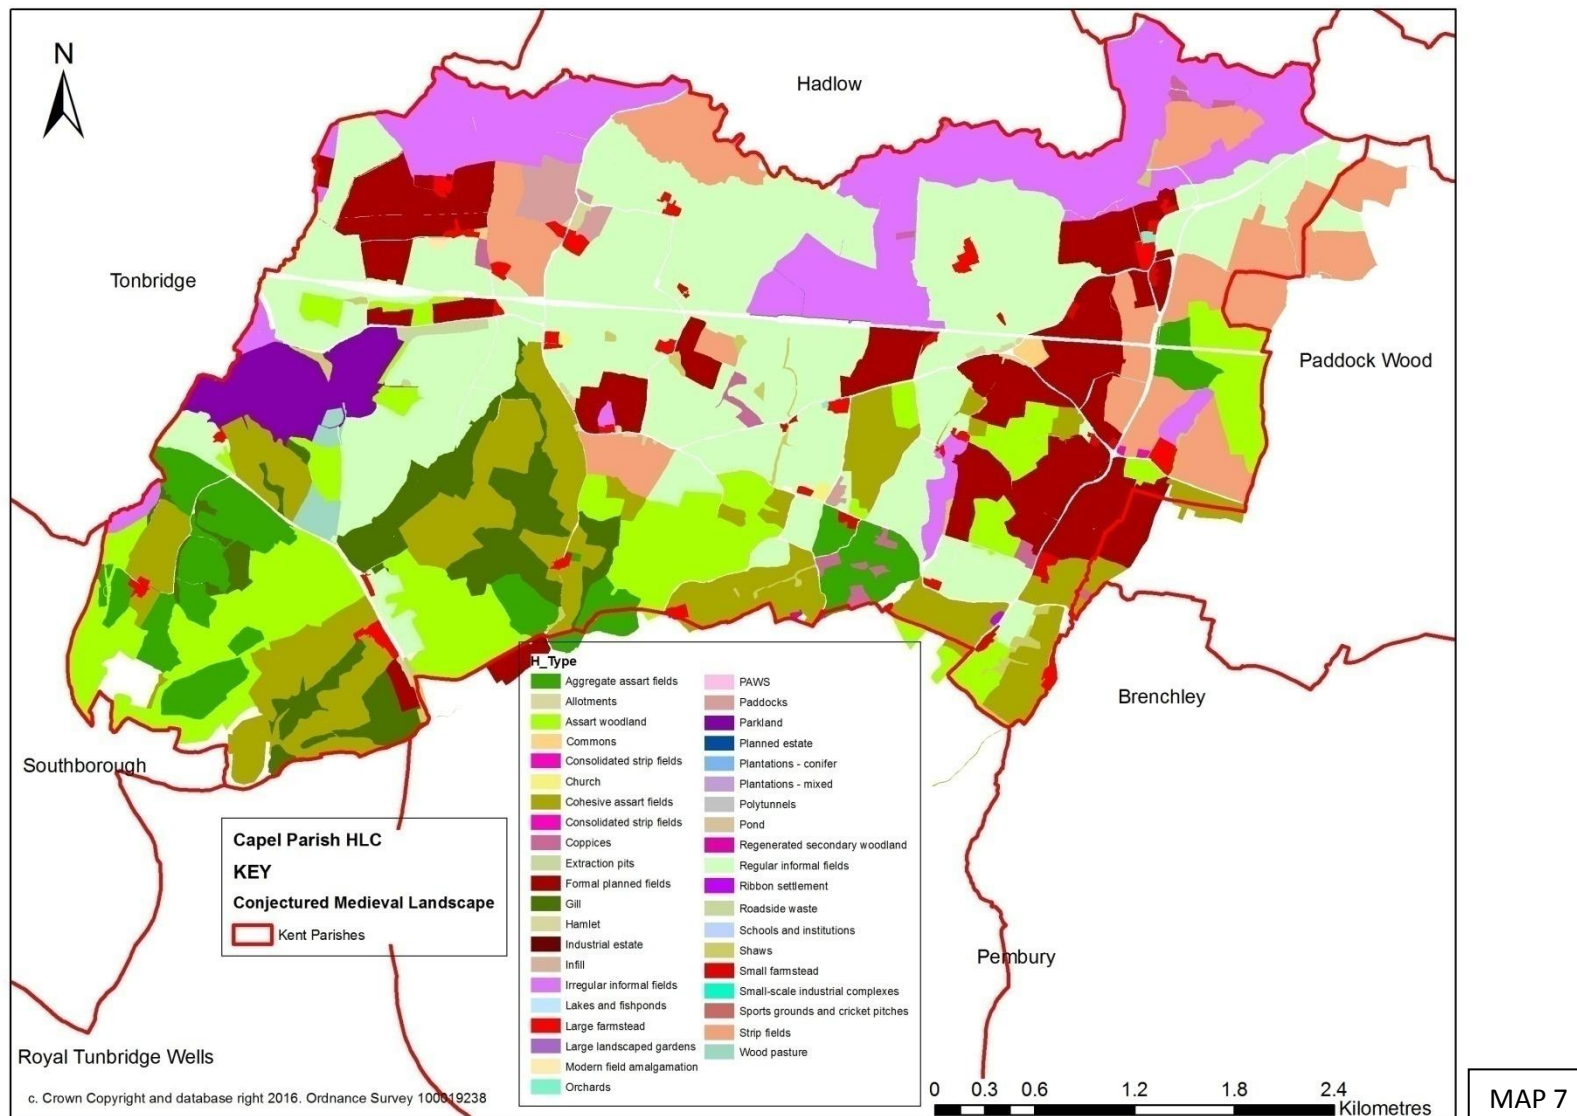 N
Hadlow
Tonbridge
Paddock Wood
Brenchley
Southborough
Pembury
Royal Tunbridge Wells
Capel Parish HLC
KEY
Conjectured Medieval Landscape
Kent Parishes
H_Type
Aggregate assart fields
Allotments
Assart woodland
Commons
Consolidated strip fields
Church
Cohesive assart fields
Consolidated strip fields
Coppices
Extraction pits
Formal planned fields
Gill
Hamlet
Industrial estate
Infill
Irregular informal fields
Lakes and fishponds
Large farmstead
Large landscaped gardens
Modern field amalgamation
Orchards
PAWS
Paddocks
Parkland
Planned estate
Plantations - conifer
Plantations - mixed
Polytunnels
Pond
Regenerated secondary woodland
Regular informal fields
Ribbon settlement
Roadside waste
Schools and institutions
Shaws
Small farmstead
Small-scale industrial complexes
Sports grounds and cricket pitches
Strip fields
Wood pasture
c. Crown Copyright and database right 2016. Ordnance Survey 100019238
0 0.3 0.6 1.2 1.8 2.4
Kilometres
MAP 7